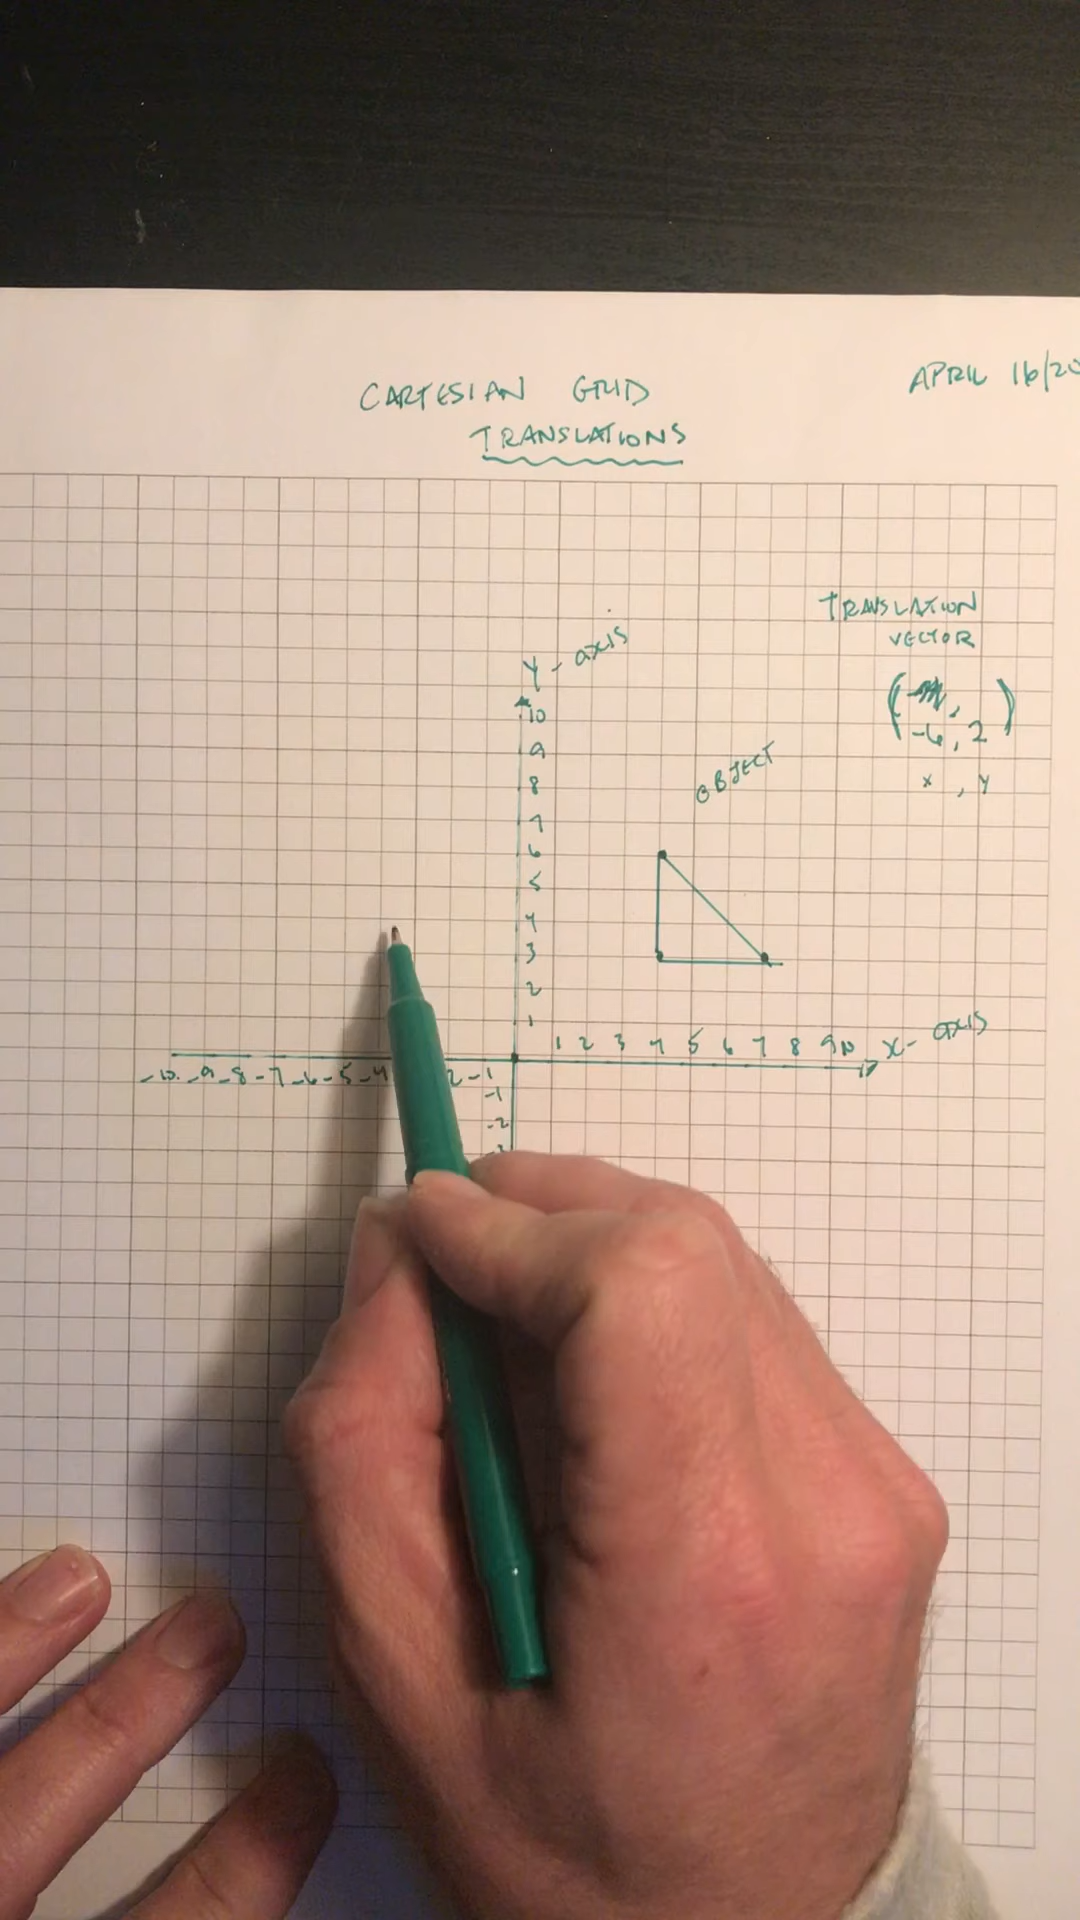 CARTESIAN GRID
APRIL 16/20
TRANSLATIONS
TRANSLATION
VECTOR
Y - axis
( ,
-6, 2 )
x , y
OBJECT
10
9
8
7
6
5
4
3
2
1
1 2 3 4 5 6 7 8 9 10 X- axis
-10 -9 -8 -7 -6 -5 -4 2 -1
-1
-2